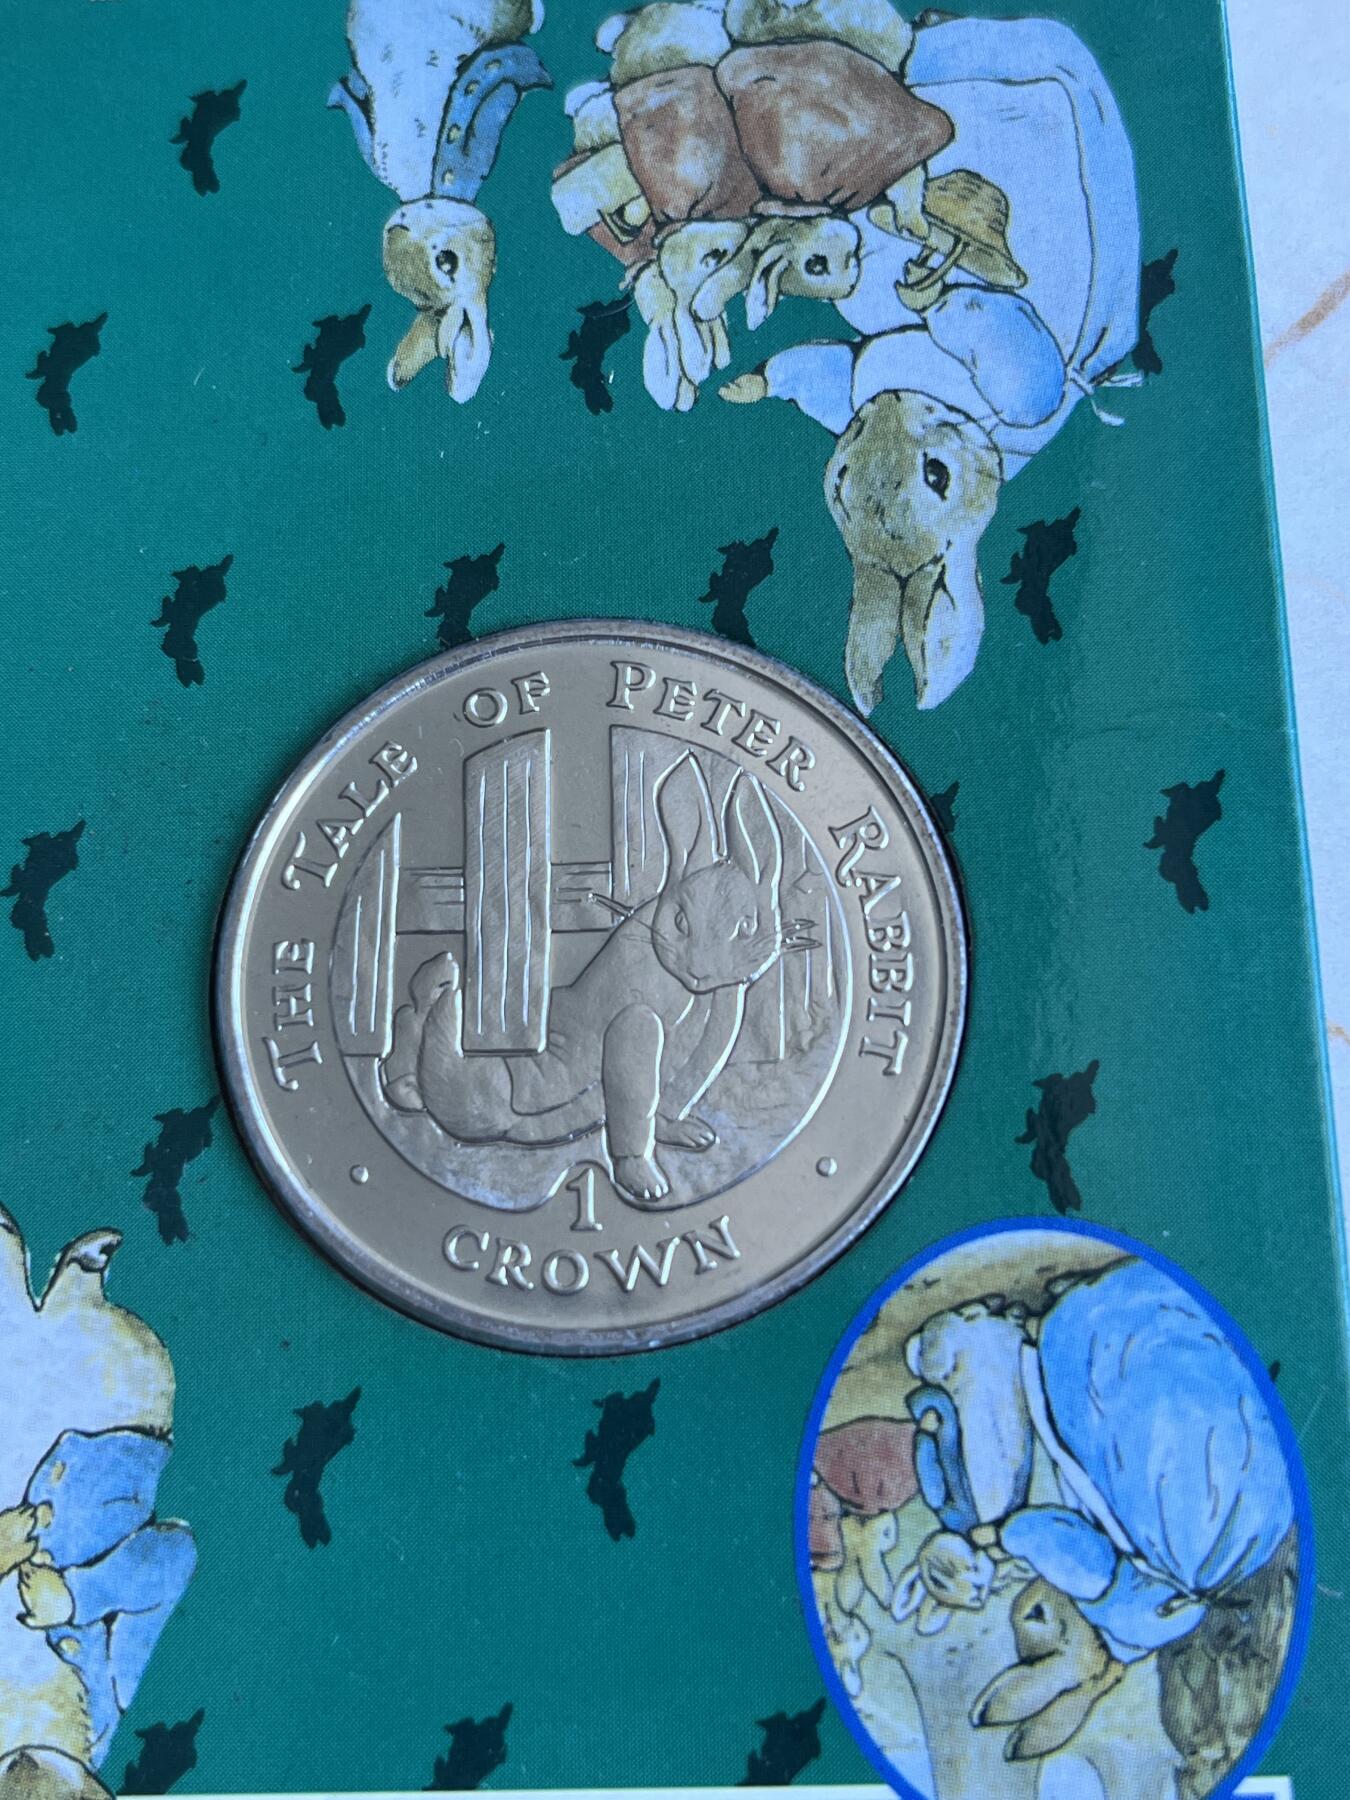 THE TALE OF PETER RABBIT
1
CROWN